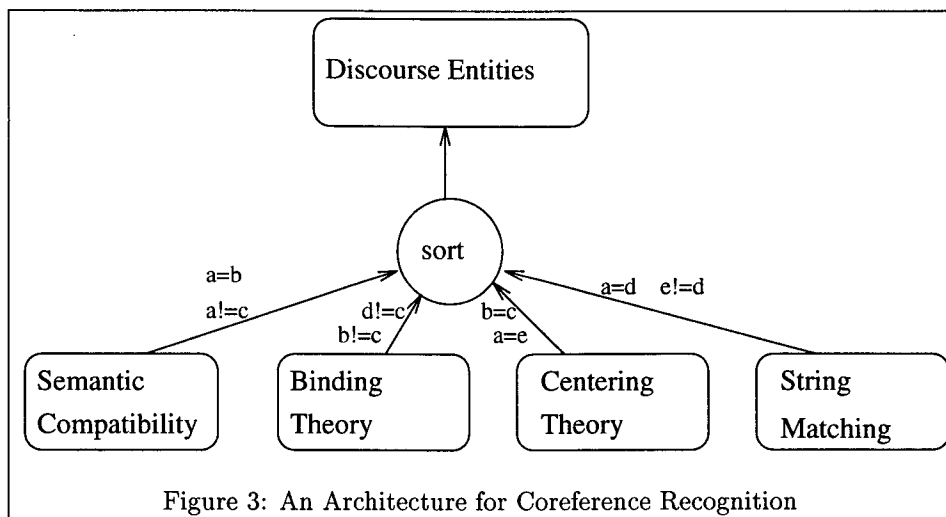 Discourse Entities
sort
a=b
a!=c
d!=c
b!=c
b=c
a=e
a=d e!=d
Semantic
Compatibility
Binding
Theory
Centering
Theory
String
Matching
Figure 3: An Architecture for Coreference Recognition